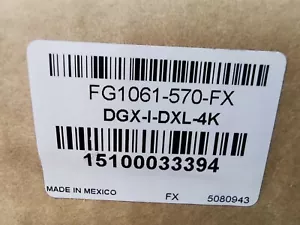 FG1061-570-FX
DGX-I-DXL-4K
15100033394
MADE IN MEXICO FX 5080943